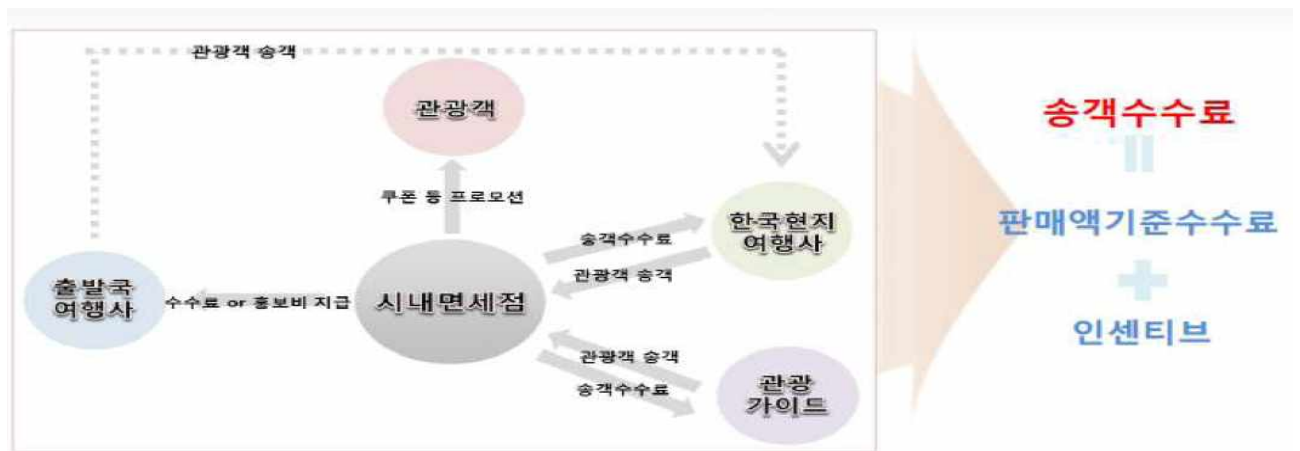 관광객 송객
관광객
쿠폰 등 프로모션
한국현지
여행사
송객수수료
관광객 송객
출발국
여행사
수수료 or 홍보비 지급
시내면세점
관광객 송객
송객수수료
관광
가이드
송객수수료
=
판매액기준수수료
+
인센티브